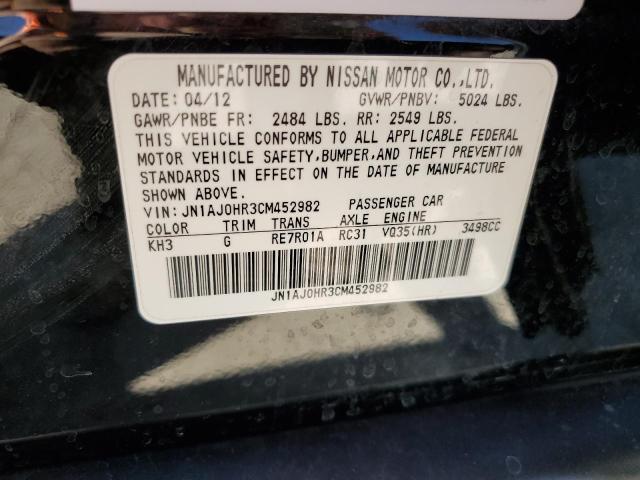 MANUFACTURED BY NISSAN MOTOR CO.,LTD.
DATE: 04/12 GVWR/PNBV: 5024 LBS.
GAWR/PNBE FR: 2484 LBS. RR: 2549 LBS.
THIS VEHICLE CONFORMS TO ALL APPLICABLE FEDERAL
MOTOR VEHICLE SAFETY,BUMPER,AND THEFT PREVENTION
STANDARDS IN EFFECT ON THE DATE OF MANUFACTURE
SHOWN ABOVE.
VIN: JN1AJ0HR3CM452982 PASSENGER CAR
COLOR TRIM TRANS AXLE ENGINE
KH3 G RE7R01A RC31 VQ35(HR) 3498CC
JN1AJ0HR3CM452982